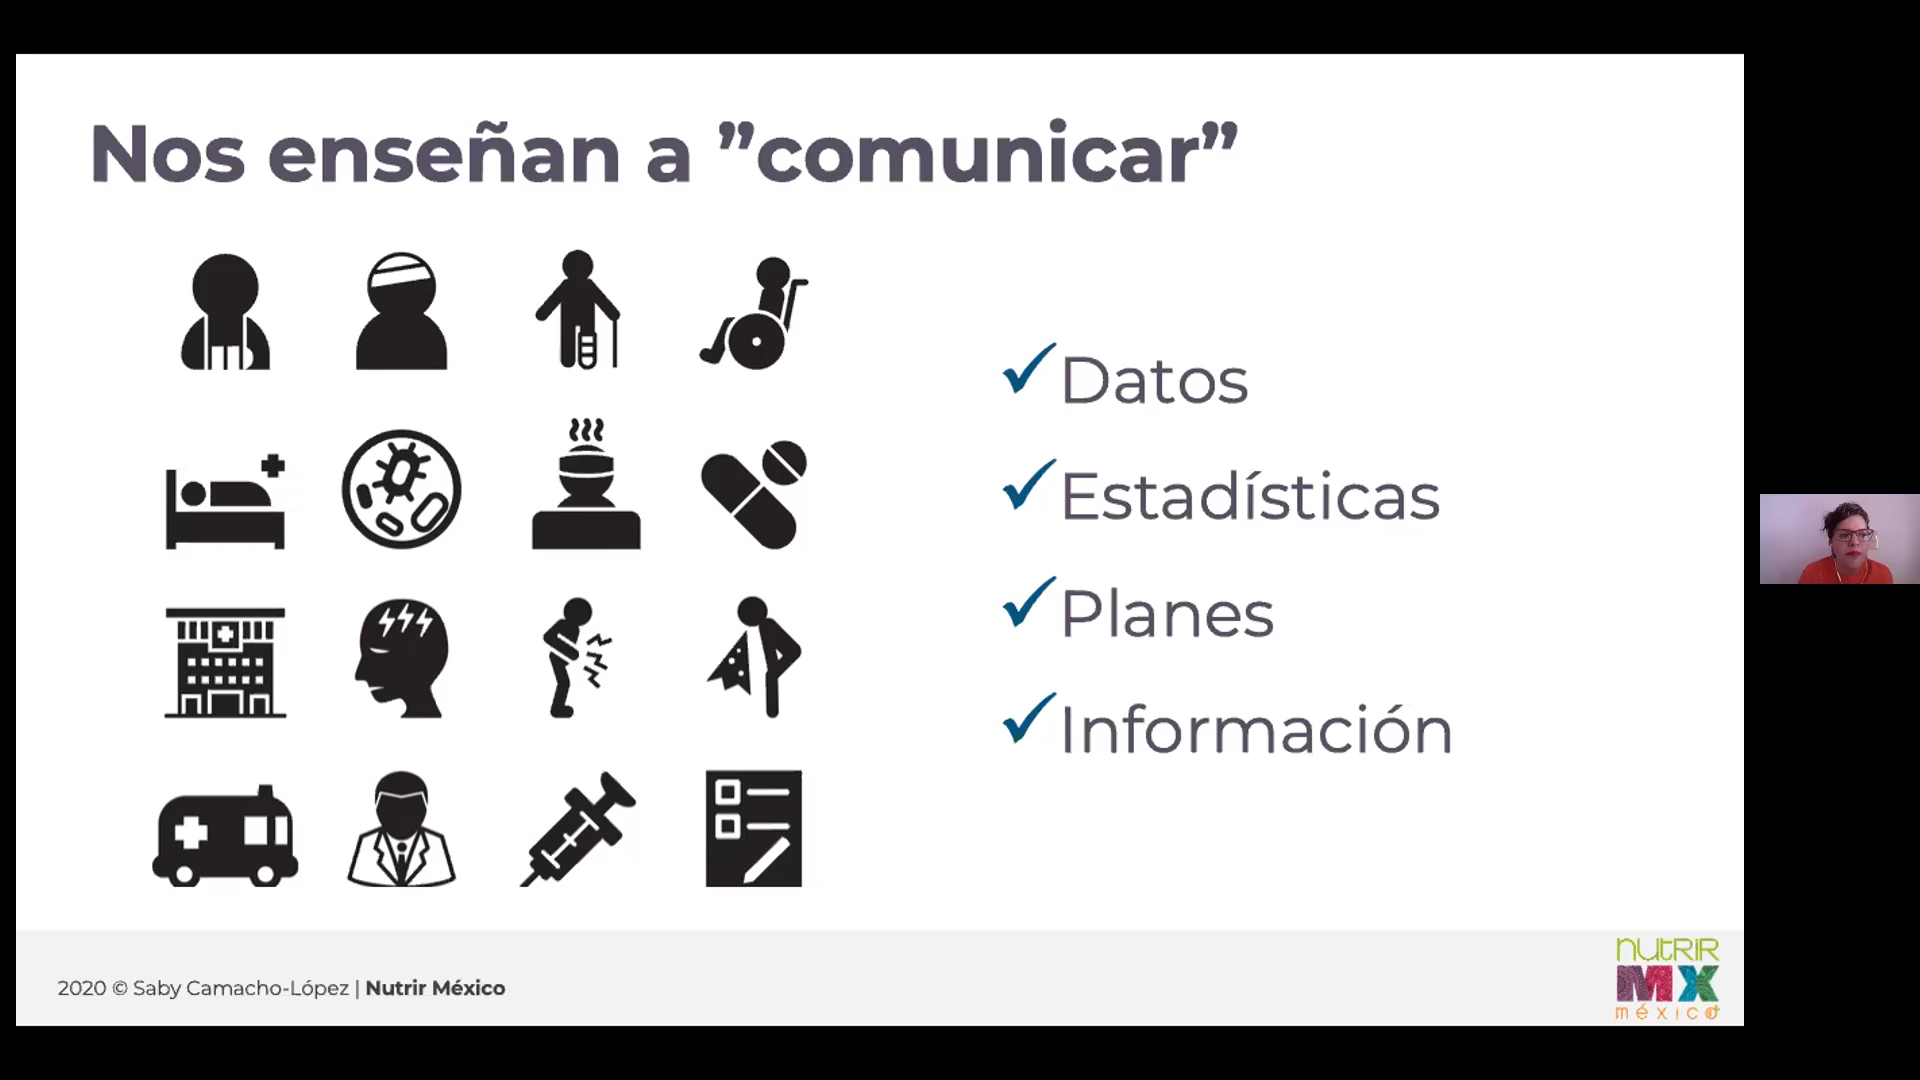 Nos enseñan a ”comunicar”
Datos
Estadísticas
Planes
Información
2020 © Saby Camacho-López | Nutrir México
nutrir
MX
méxico